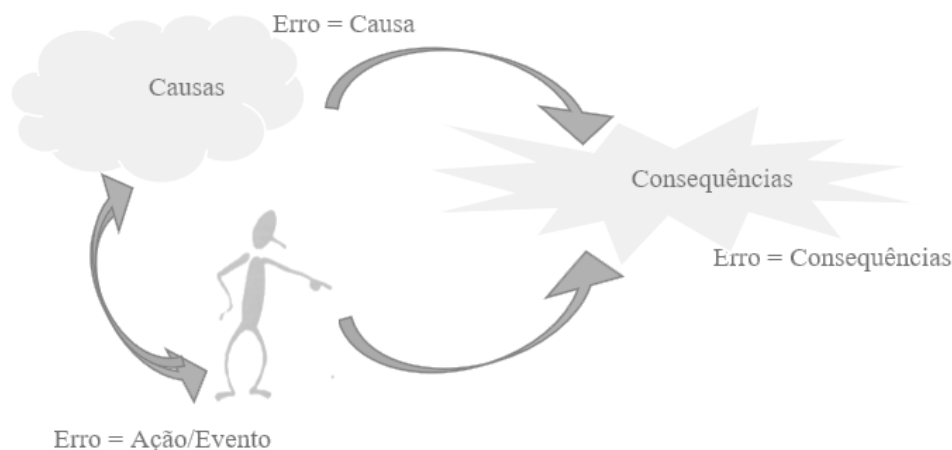 Erro = Causa
Causas
Consequências
Erro = Consequências
Erro = Ação/Evento